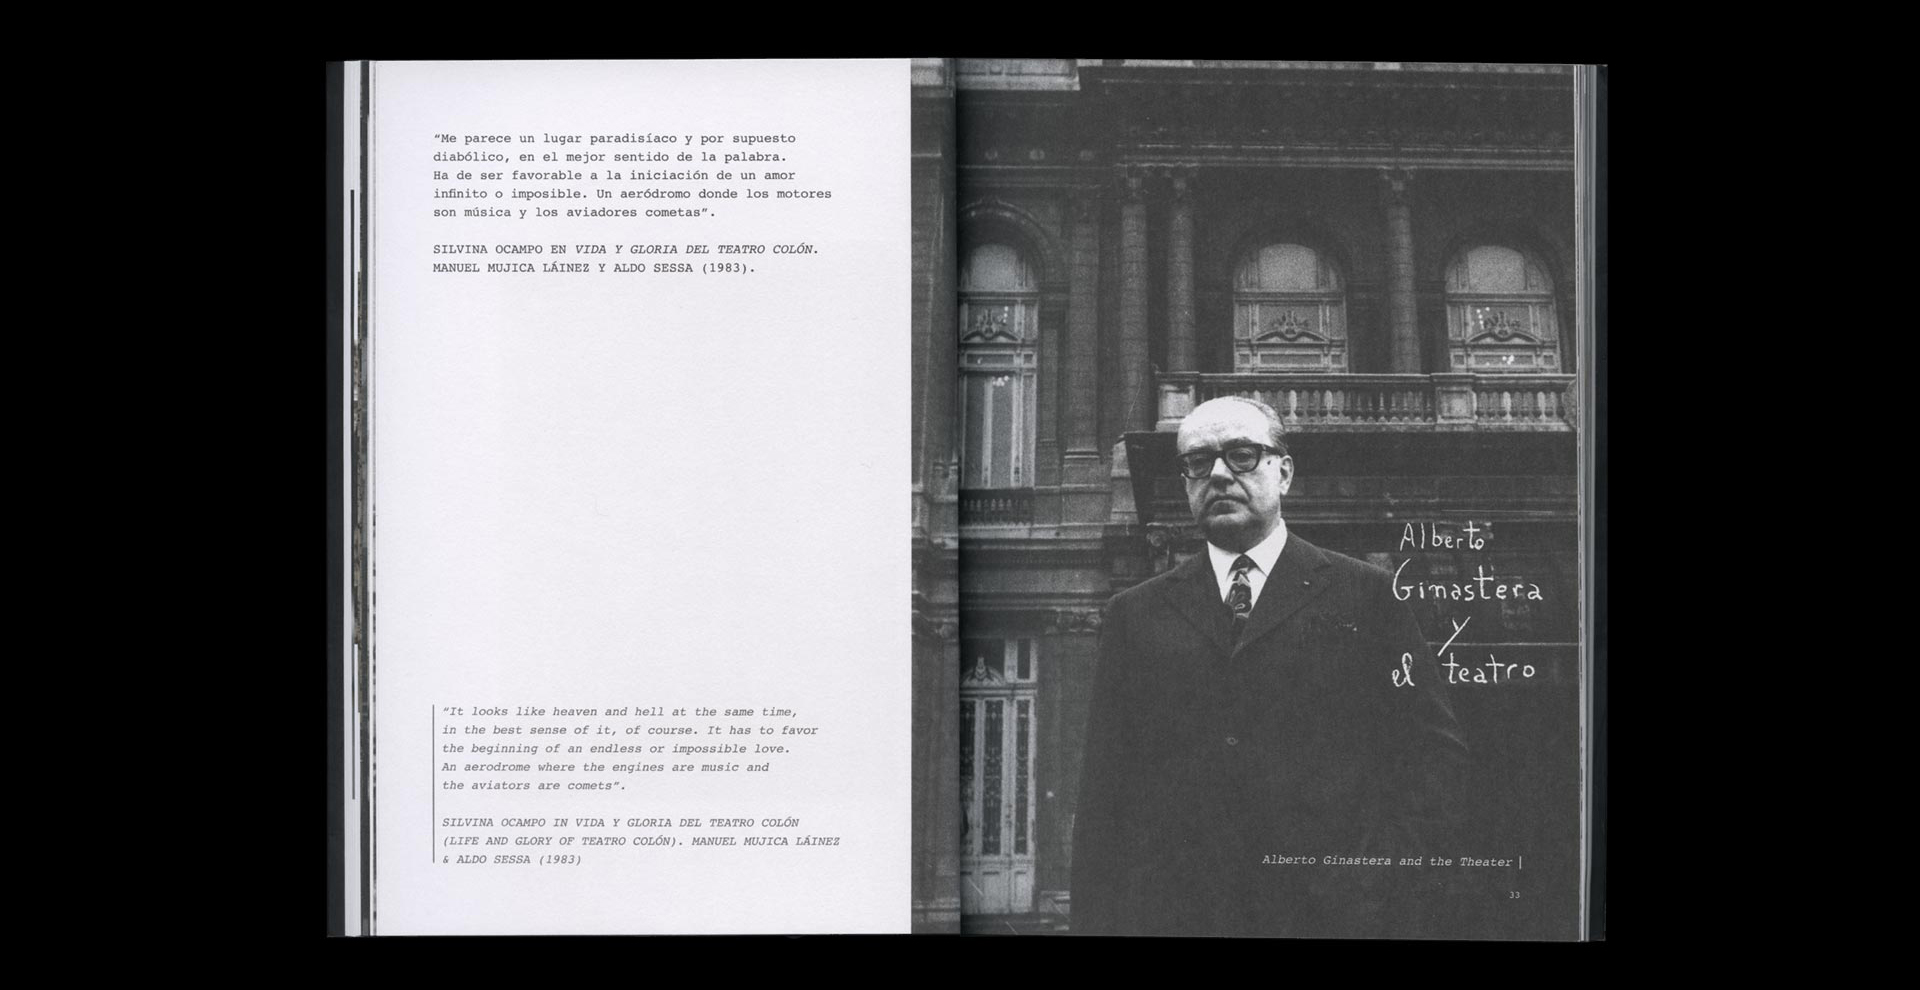 “Me parece un lugar paradisíaco y por supuesto
diabólico, en el mejor sentido de la palabra.
Ha de ser favorable a la iniciación de un amor
infinito o imposible. Un aeródromo donde los motores
son música y los aviadores cometas”.
SILVINA OCAMPO EN VIDA Y GLORIA DEL TEATRO COLÓN.
MANUEL MUJICA LÁINEZ Y ALDO SESSA (1983).
“It looks like heaven and hell at the same time,
in the best sense of it, of course. It has to favor
the beginning of an endless or impossible love.
An aerodrome where the engines are music and
the aviators are comets”.
SILVINA OCAMPO IN VIDA Y GLORIA DEL TEATRO COLÓN
(LIFE AND GLORY OF TEATRO COLÓN). MANUEL MUJICA LÁINEZ
& ALDO SESSA (1983)
Alberto
Ginastera
y
el teatro
Alberto Ginastera and the Theater
33